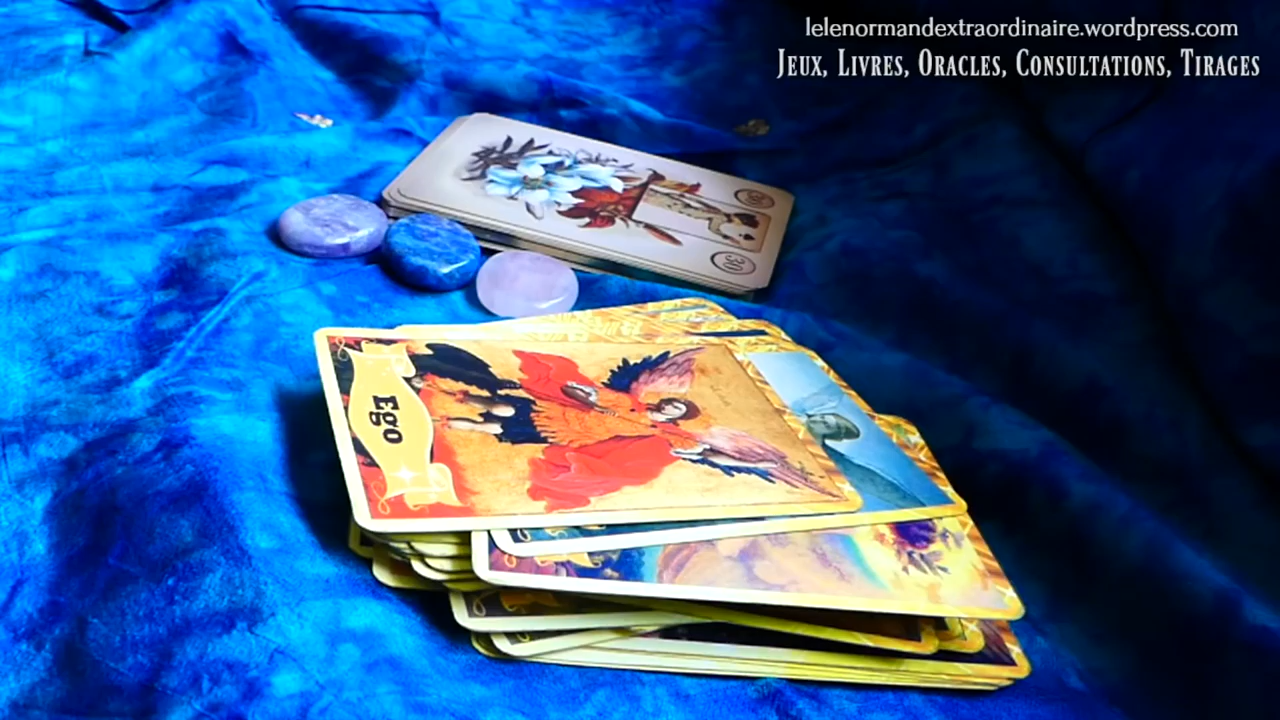 lelenormandextraordinaire.wordpress.com
Jeux, Livres, Oracles, Consultations, Tirages
30
30
Ego